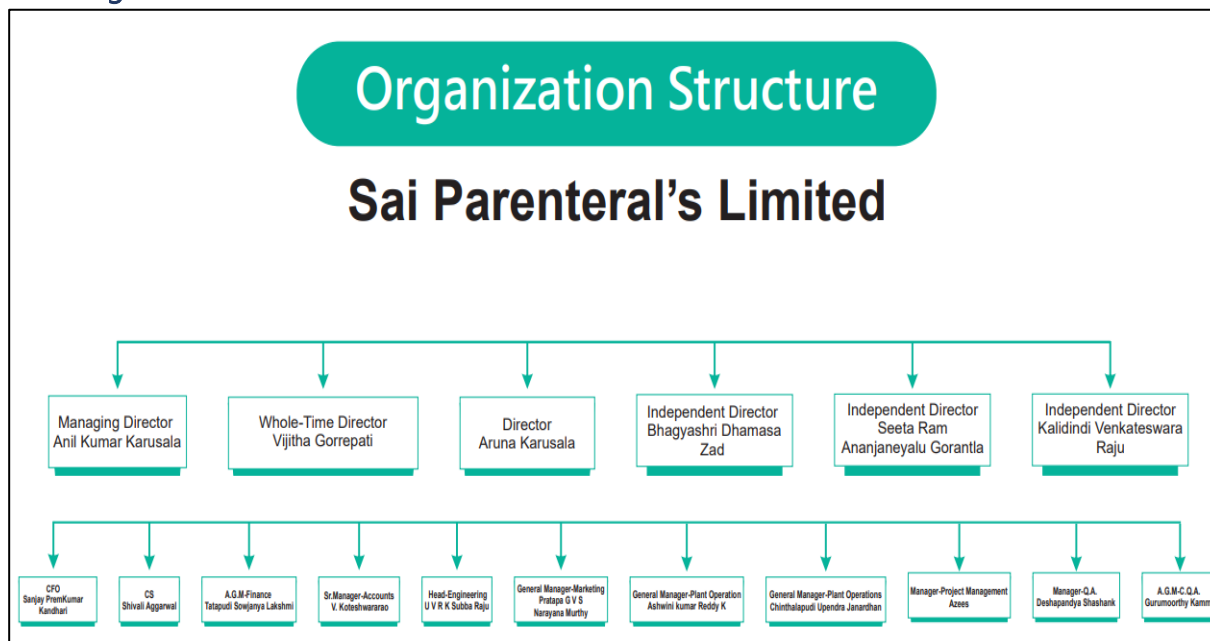 Organization Structure
Sai Parenteral's Limited
Managing Director
Anil Kumar Karusala
Whole-Time Director
Vijitha Gorrepati
Director
Aruna Karusala
Independent Director
Bhagyashri Dhamasa
Zad
Independent Director
Seeta Ram
Ananjaneyalu Gorantla
Independent Director
Kalidindi Venkateswara
Raju
CFO
Sanjay PremKumar
Kandhari
CS
Shivali Aggarwal
A.G.M-Finance
Tatapudi Sowjanya Lakshmi
Sr.Manager-Accounts
V. Koteshwararao
Head-Engineering
U V R K Subba Raju
General Manager-Marketing
Pratapa G V S
Narayana Murthy
General Manager-Plant Operation
Ashwini kumar Reddy K
General Manager-Plant Operations
Chinthalapudi Upendra Janardhan
Manager-Project Management
Azees
Manager-Q.A.
Deshapandya Shashank
A.G.M-C.Q.A.
Gurumoorthy Kamm